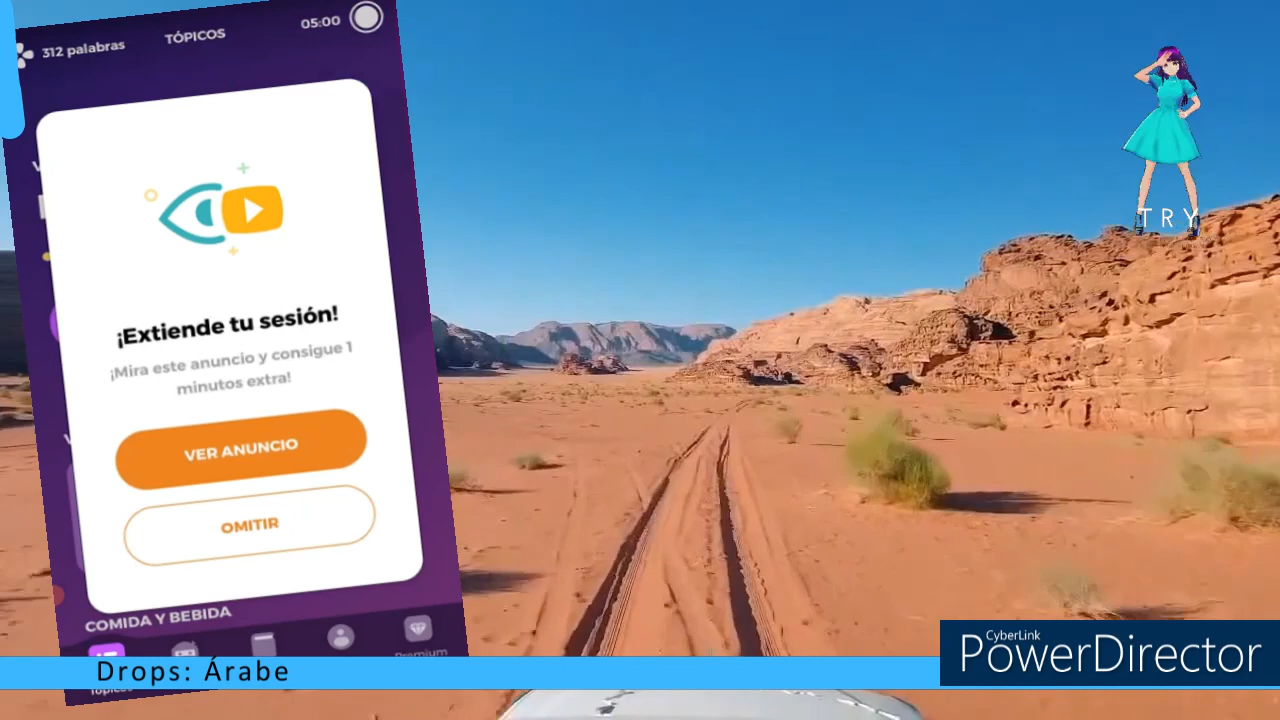 312 palabras
TÓPICOS
05:00
¡Extiende tu sesión!
¡Mira este anuncio y consigue 1
minutos extra!
VER ANUNCIO
OMITIR
COMIDA Y BEBIDA
Premium
Drops: Árabe
TRY
CyberLink
PowerDirector